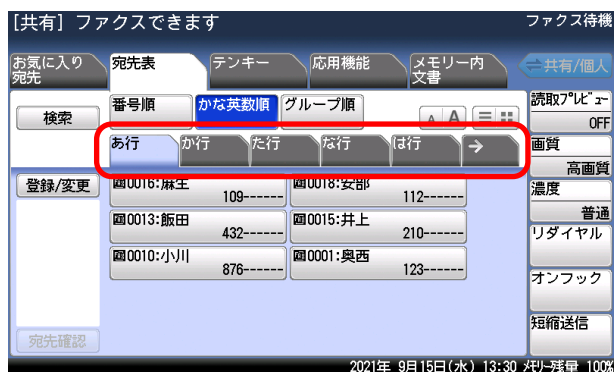 [共有] ファクスできます
ファクス待機
お気に入り
宛先
宛先表
テンキー
応用機能
メモリー内
文書
共有/個人
検索
番号順
かな英数順
グループ順
A A
読取プレビュー
OFF
あ行
か行
た行
な行
は行
→
画質
高画質
登録/変更
0016:麻生
109------
0018:安部
112------
濃度
普通
0013:飯田
432------
0015:井上
210------
リダイヤル
0010:小川
876------
0001:奥西
123------
オンフック
短縮送信
宛先確認
2021年 9月15日(水) 13:30 メモリー残量 100%